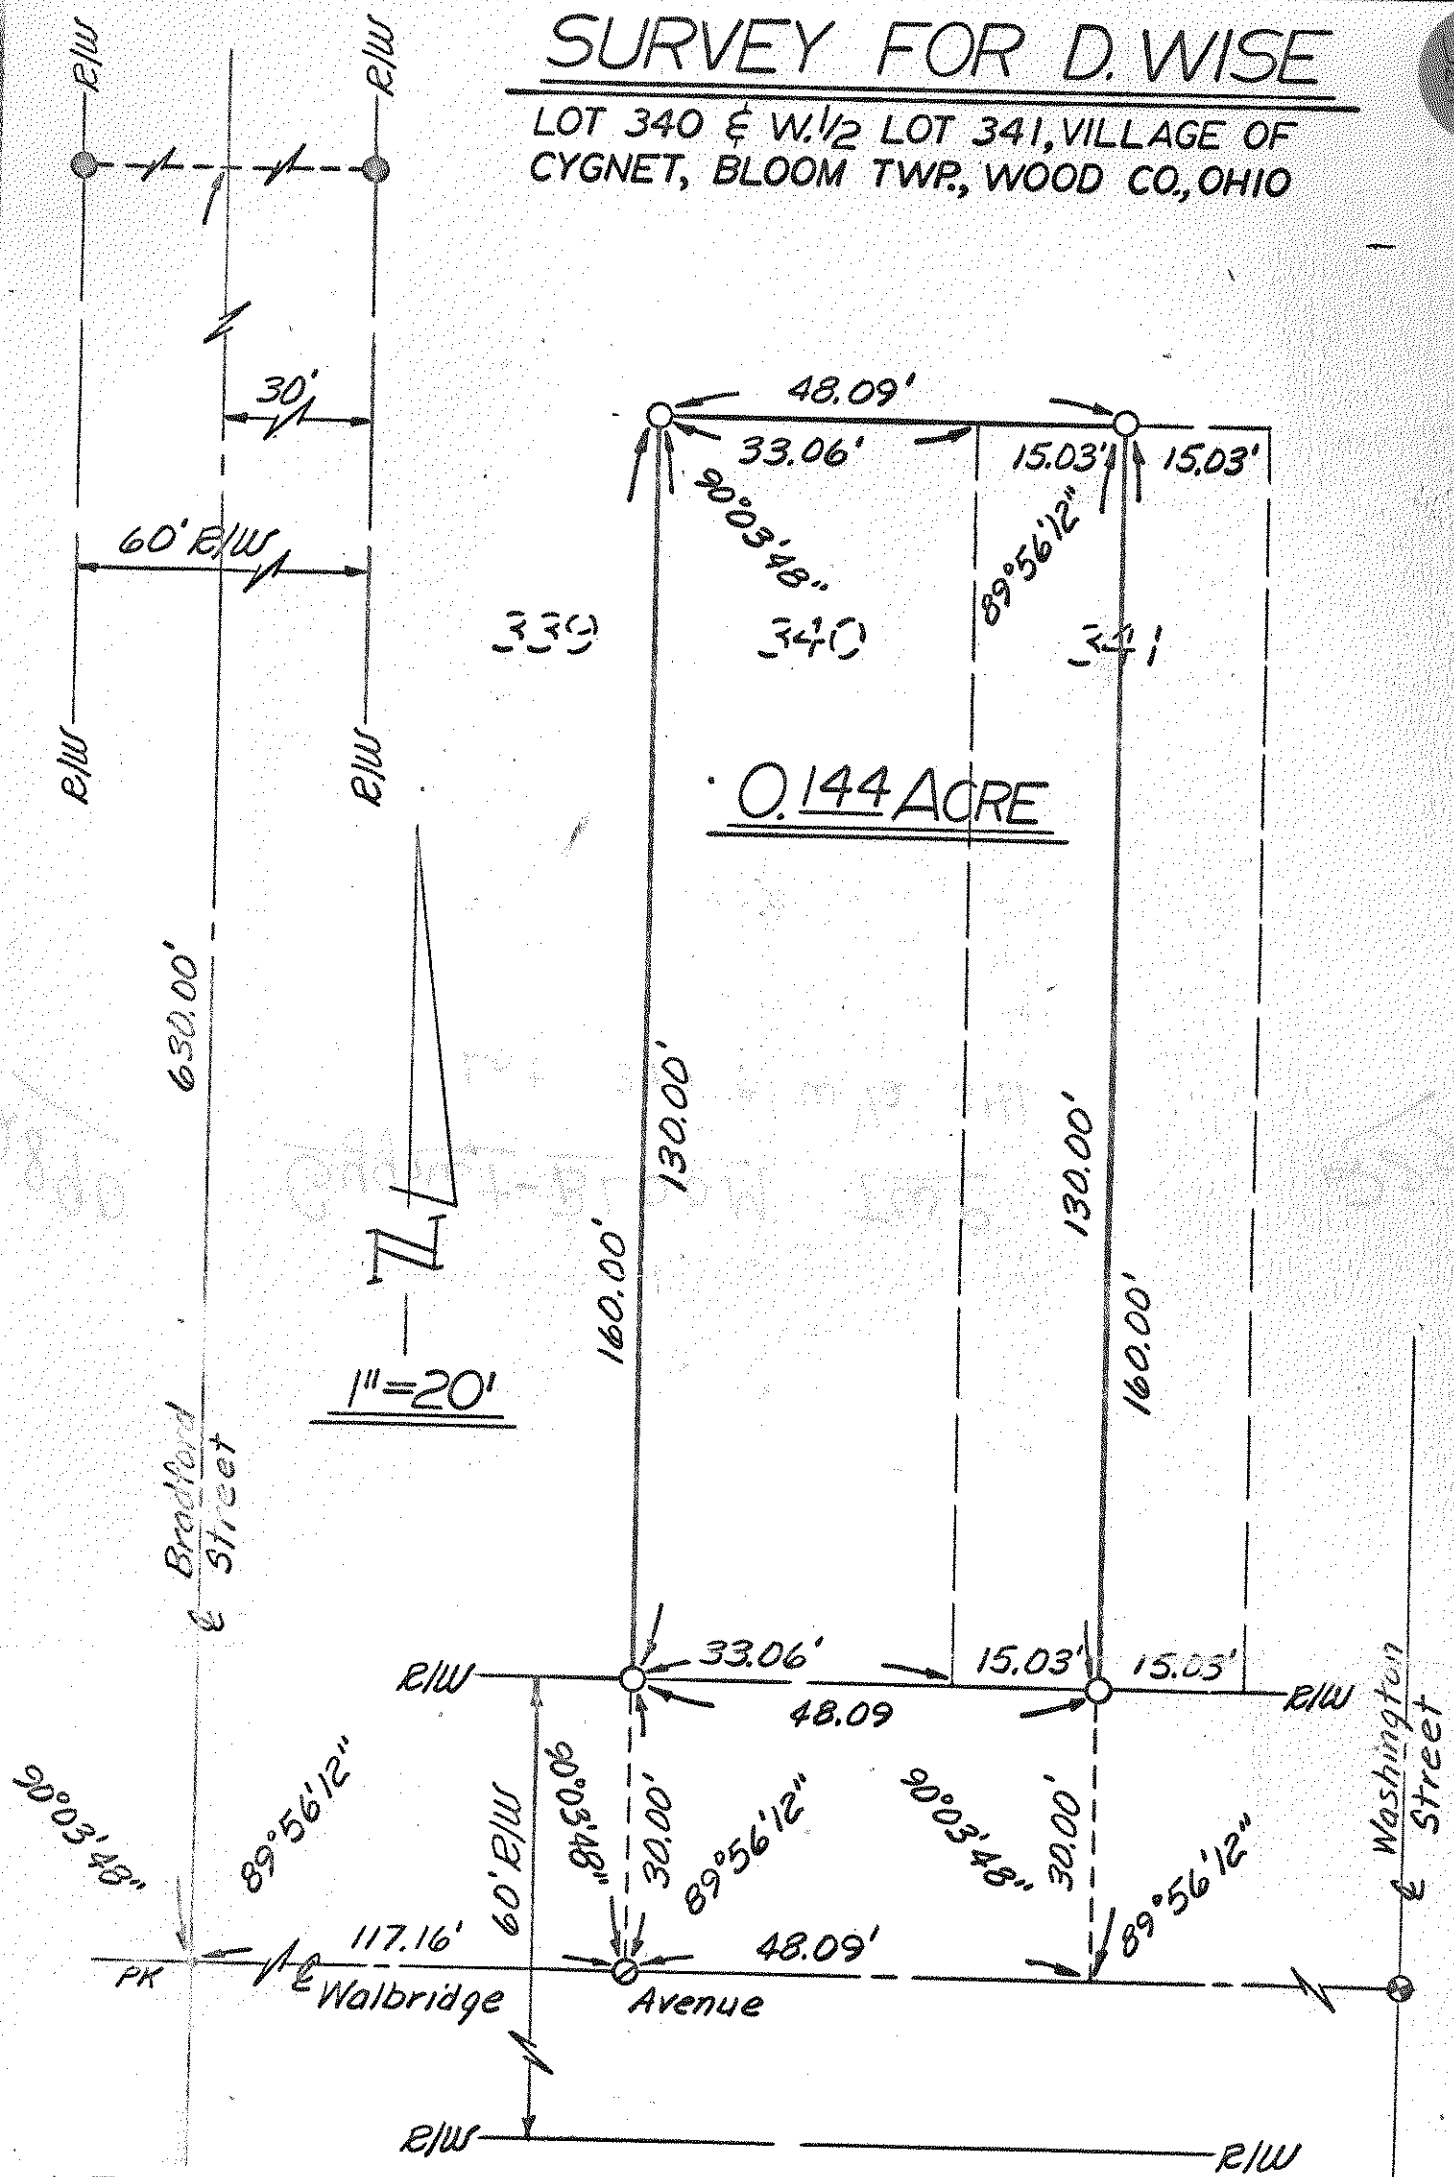 SURVEY FOR D. WISE
LOT 340 & W. 1/2 LOT 341, VILLAGE OF
CYGNET, BLOOM TWP., WOOD CO., OHIO
R/W
R/W
30'
60' R/W
R/W
R/W
48.09'
33.06'
15.03'
15.03'
90°03'48"
89°56'12"
339
340
341
0.144 ACRE
630.00'
130.00'
160.00'
130.00'
160.00'
N
1"=20'
℄ Bradford
Street
R/W
33.06'
15.03'
15.03'
R/W
48.09
90°03'48"
89°56'12"
60' R/W
90°03'48"
30.00'
89°56'12"
90°03'48"
30.00'
89°56'12"
℄ Washington
Street
PK
117.16'
48.09'
℄ Walbridge Avenue
R/W
R/W